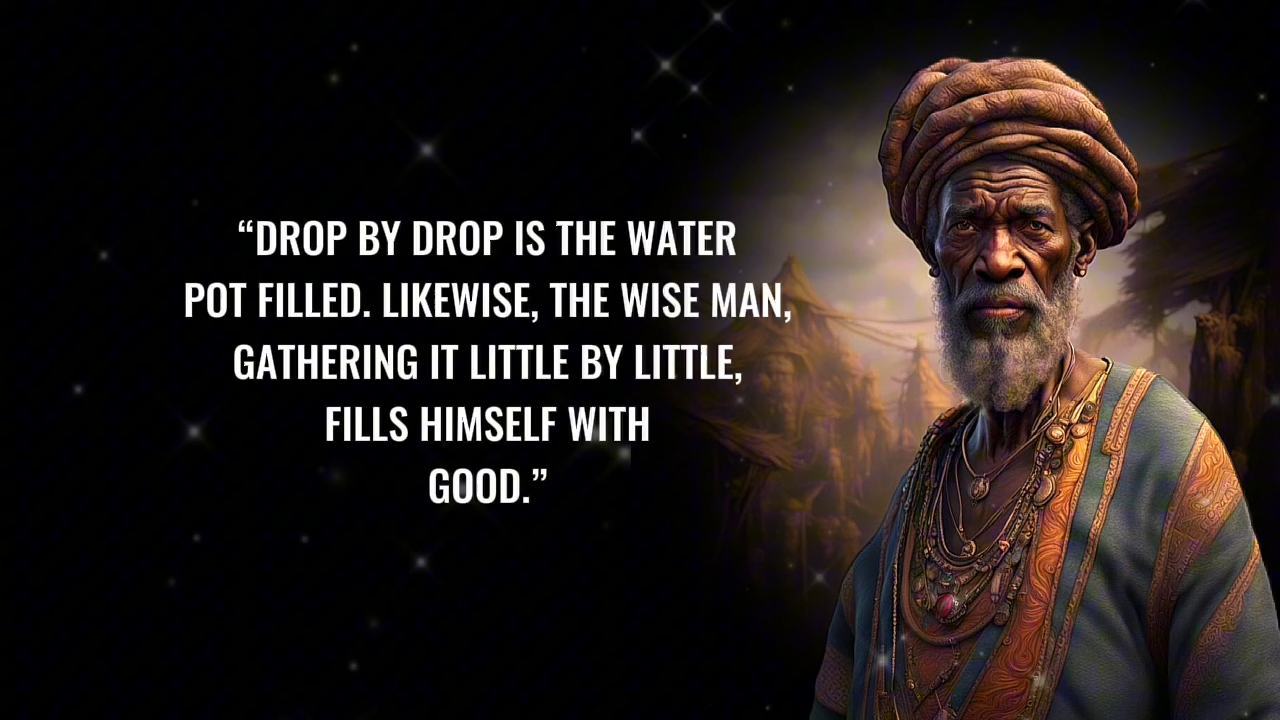 “DROP BY DROP IS THE WATER
POT FILLED. LIKEWISE, THE WISE MAN,
GATHERING IT LITTLE BY LITTLE,
FILLS HIMSELF WITH
GOOD.”